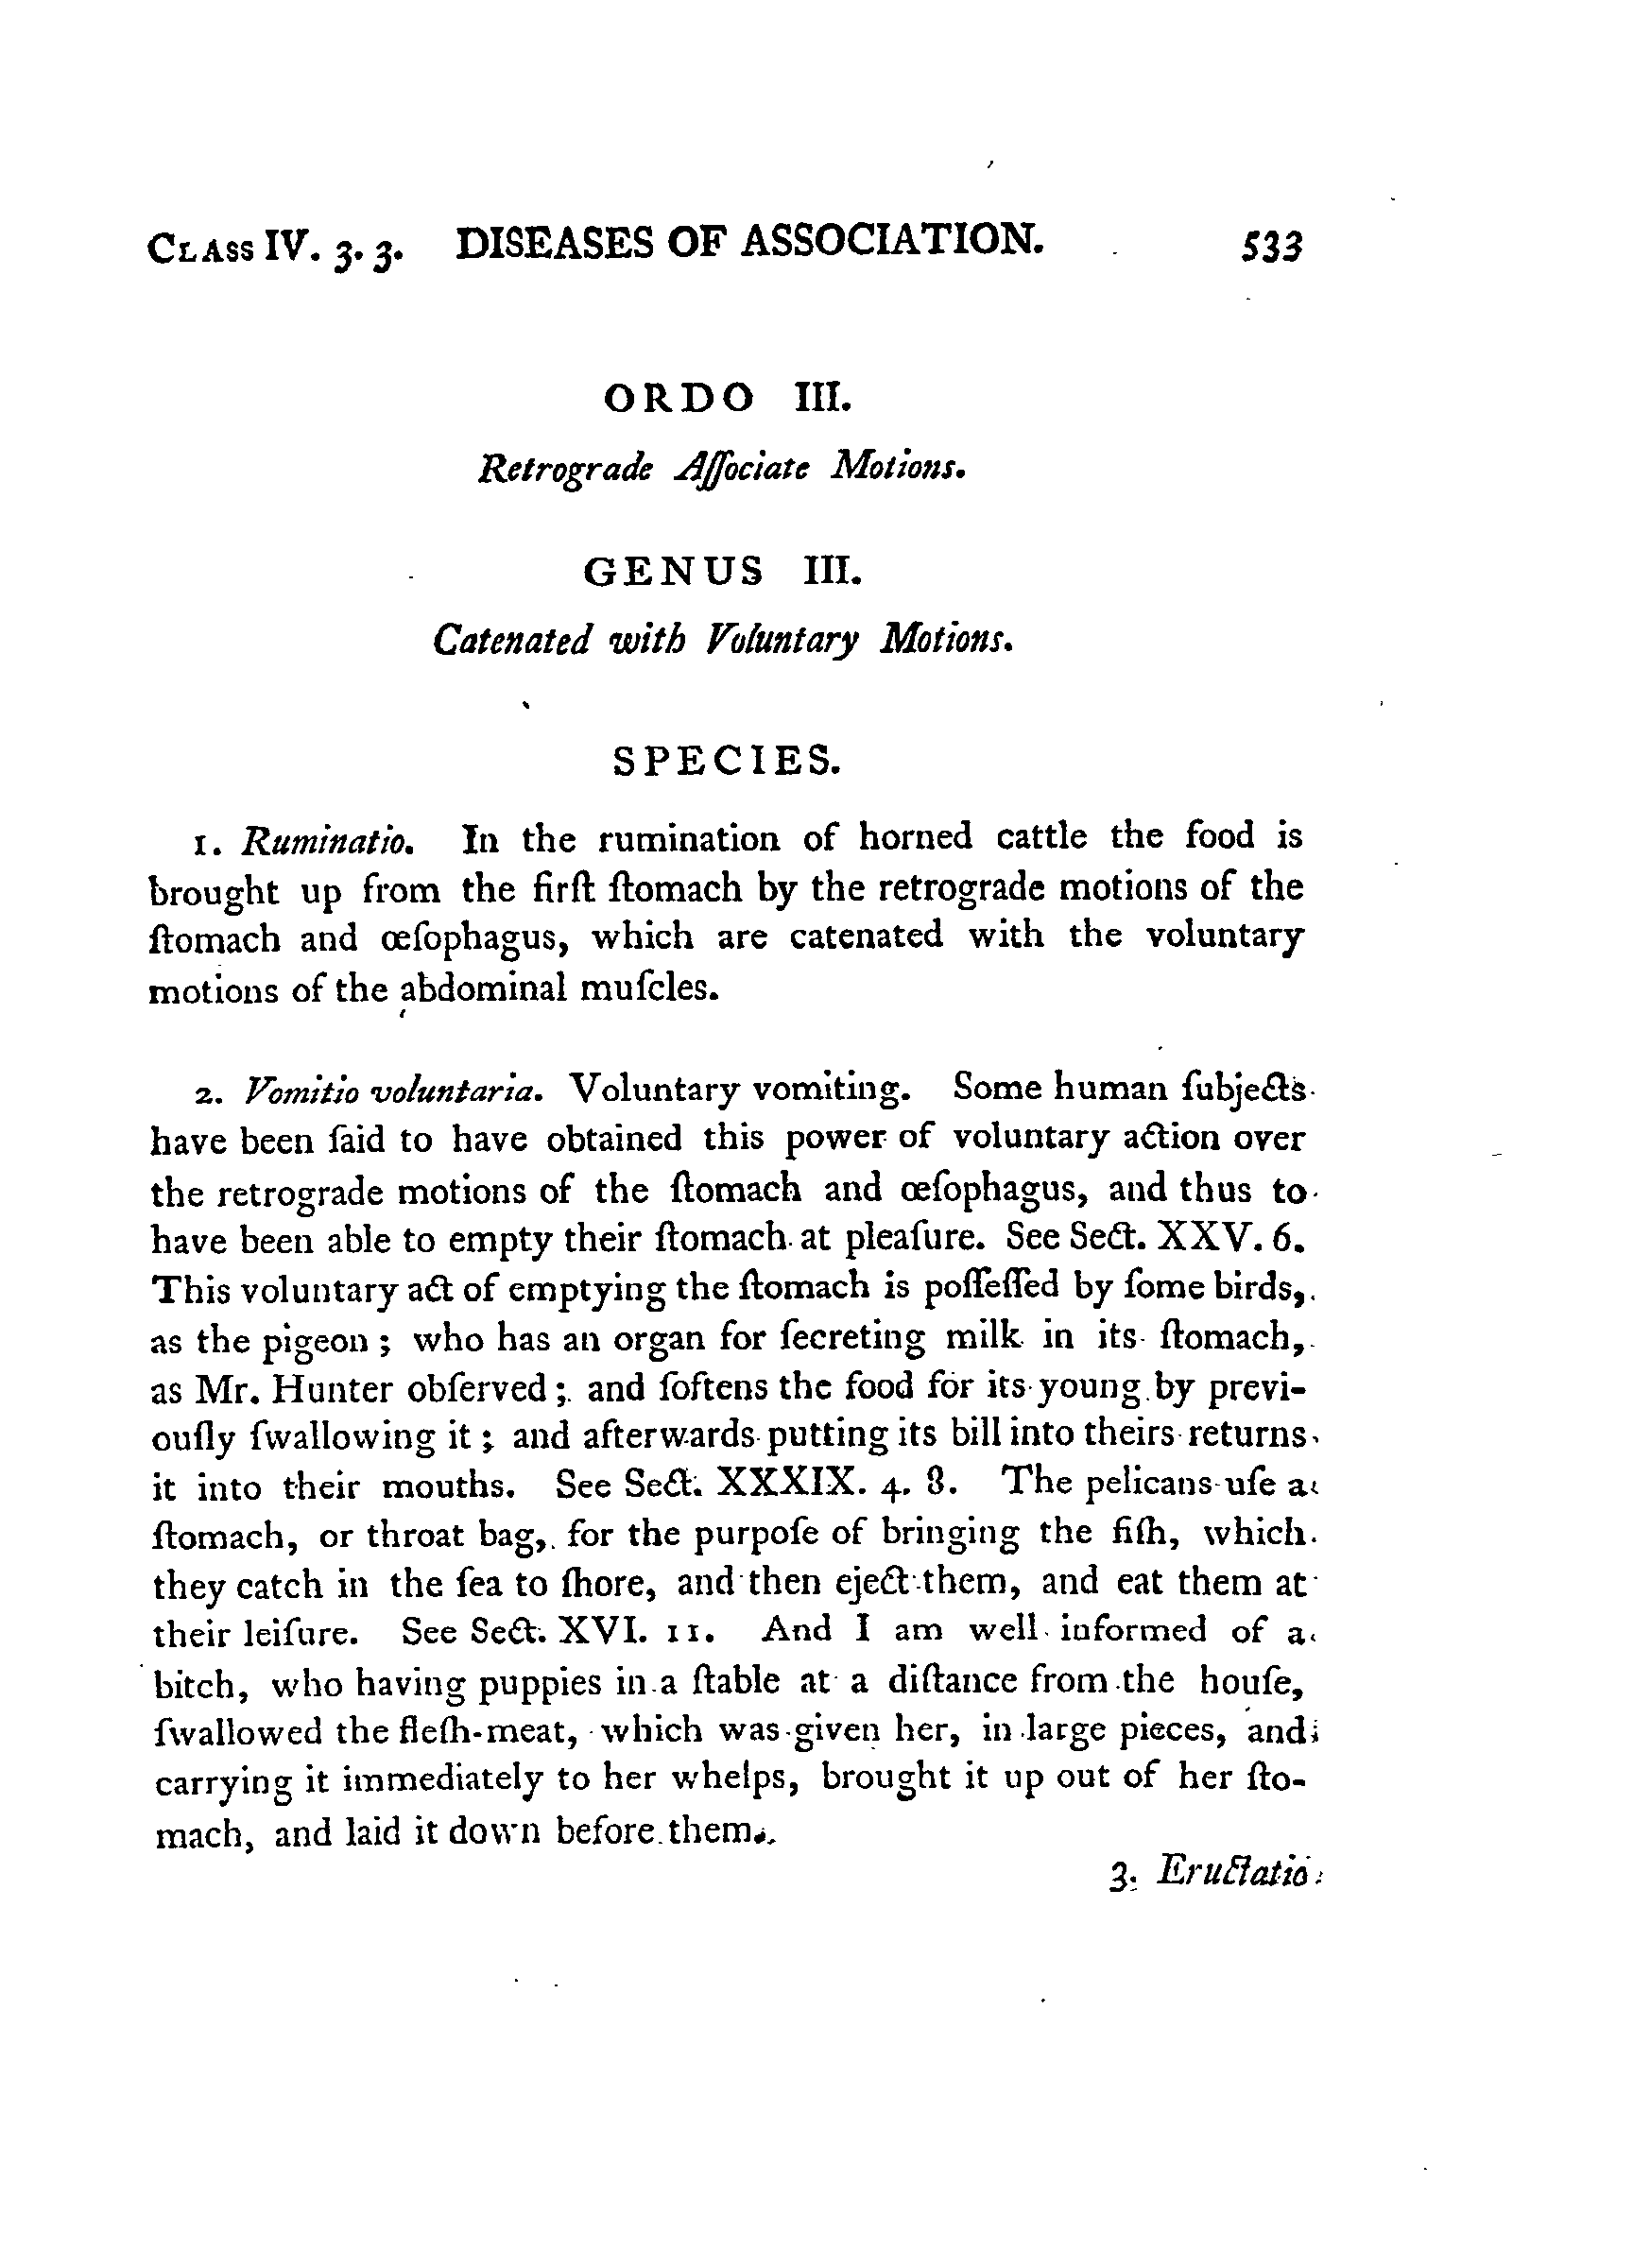 CLASS IV. 3. 3. DISEASES OF ASSOCIATION. 533
ORDO III.
Retrograde Aſſociate Motions.
GENUS III.
Catenated with Voluntary Motions.
SPECIES.
1. Ruminatio. In the rumination of horned cattle the food is
brought up from the firſt ſtomach by the retrograde motions of the
ſtomach and œſophagus, which are catenated with the voluntary
motions of the abdominal muſcles.
2. Vomitio voluntaria. Voluntary vomiting. Some human ſubjects
have been ſaid to have obtained this power of voluntary action over
the retrograde motions of the ſtomach and œſophagus, and thus to
have been able to empty their ſtomach at pleaſure. See Sect. XXV. 6.
This voluntary act of emptying the ſtomach is poſſeſſed by ſome birds,
as the pigeon; who has an organ for ſecreting milk in its ſtomach,
as Mr. Hunter obſerved; and ſoftens the food for its young by previ-
ouſly ſwallowing it; and afterwards putting its bill into theirs returns
it into their mouths. See Sect. XXXIX. 4. 8. The pelicans uſe a
ſtomach, or throat bag, for the purpoſe of bringing the fiſh, which
they catch in the ſea to ſhore, and then eject them, and eat them at
their leiſure. See Sect. XVI. 11. And I am well informed of a
bitch, who having puppies in a ſtable at a diſtance from the houſe,
ſwallowed the fleſh-meat, which was given her, in large pieces, and
carrying it immediately to her whelps, brought it up out of her ſto-
mach, and laid it down before them.
3. Eructatio